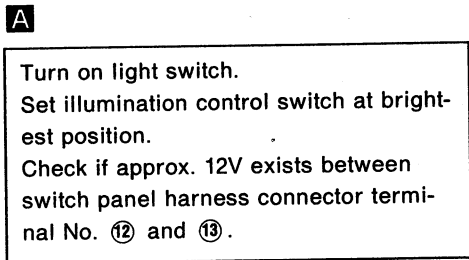 A
Turn on light switch.
Set illumination control switch at bright-
est position.
Check if approx. 12V exists between
switch panel harness connector termi-
nal No. ⑫ and ⑬.